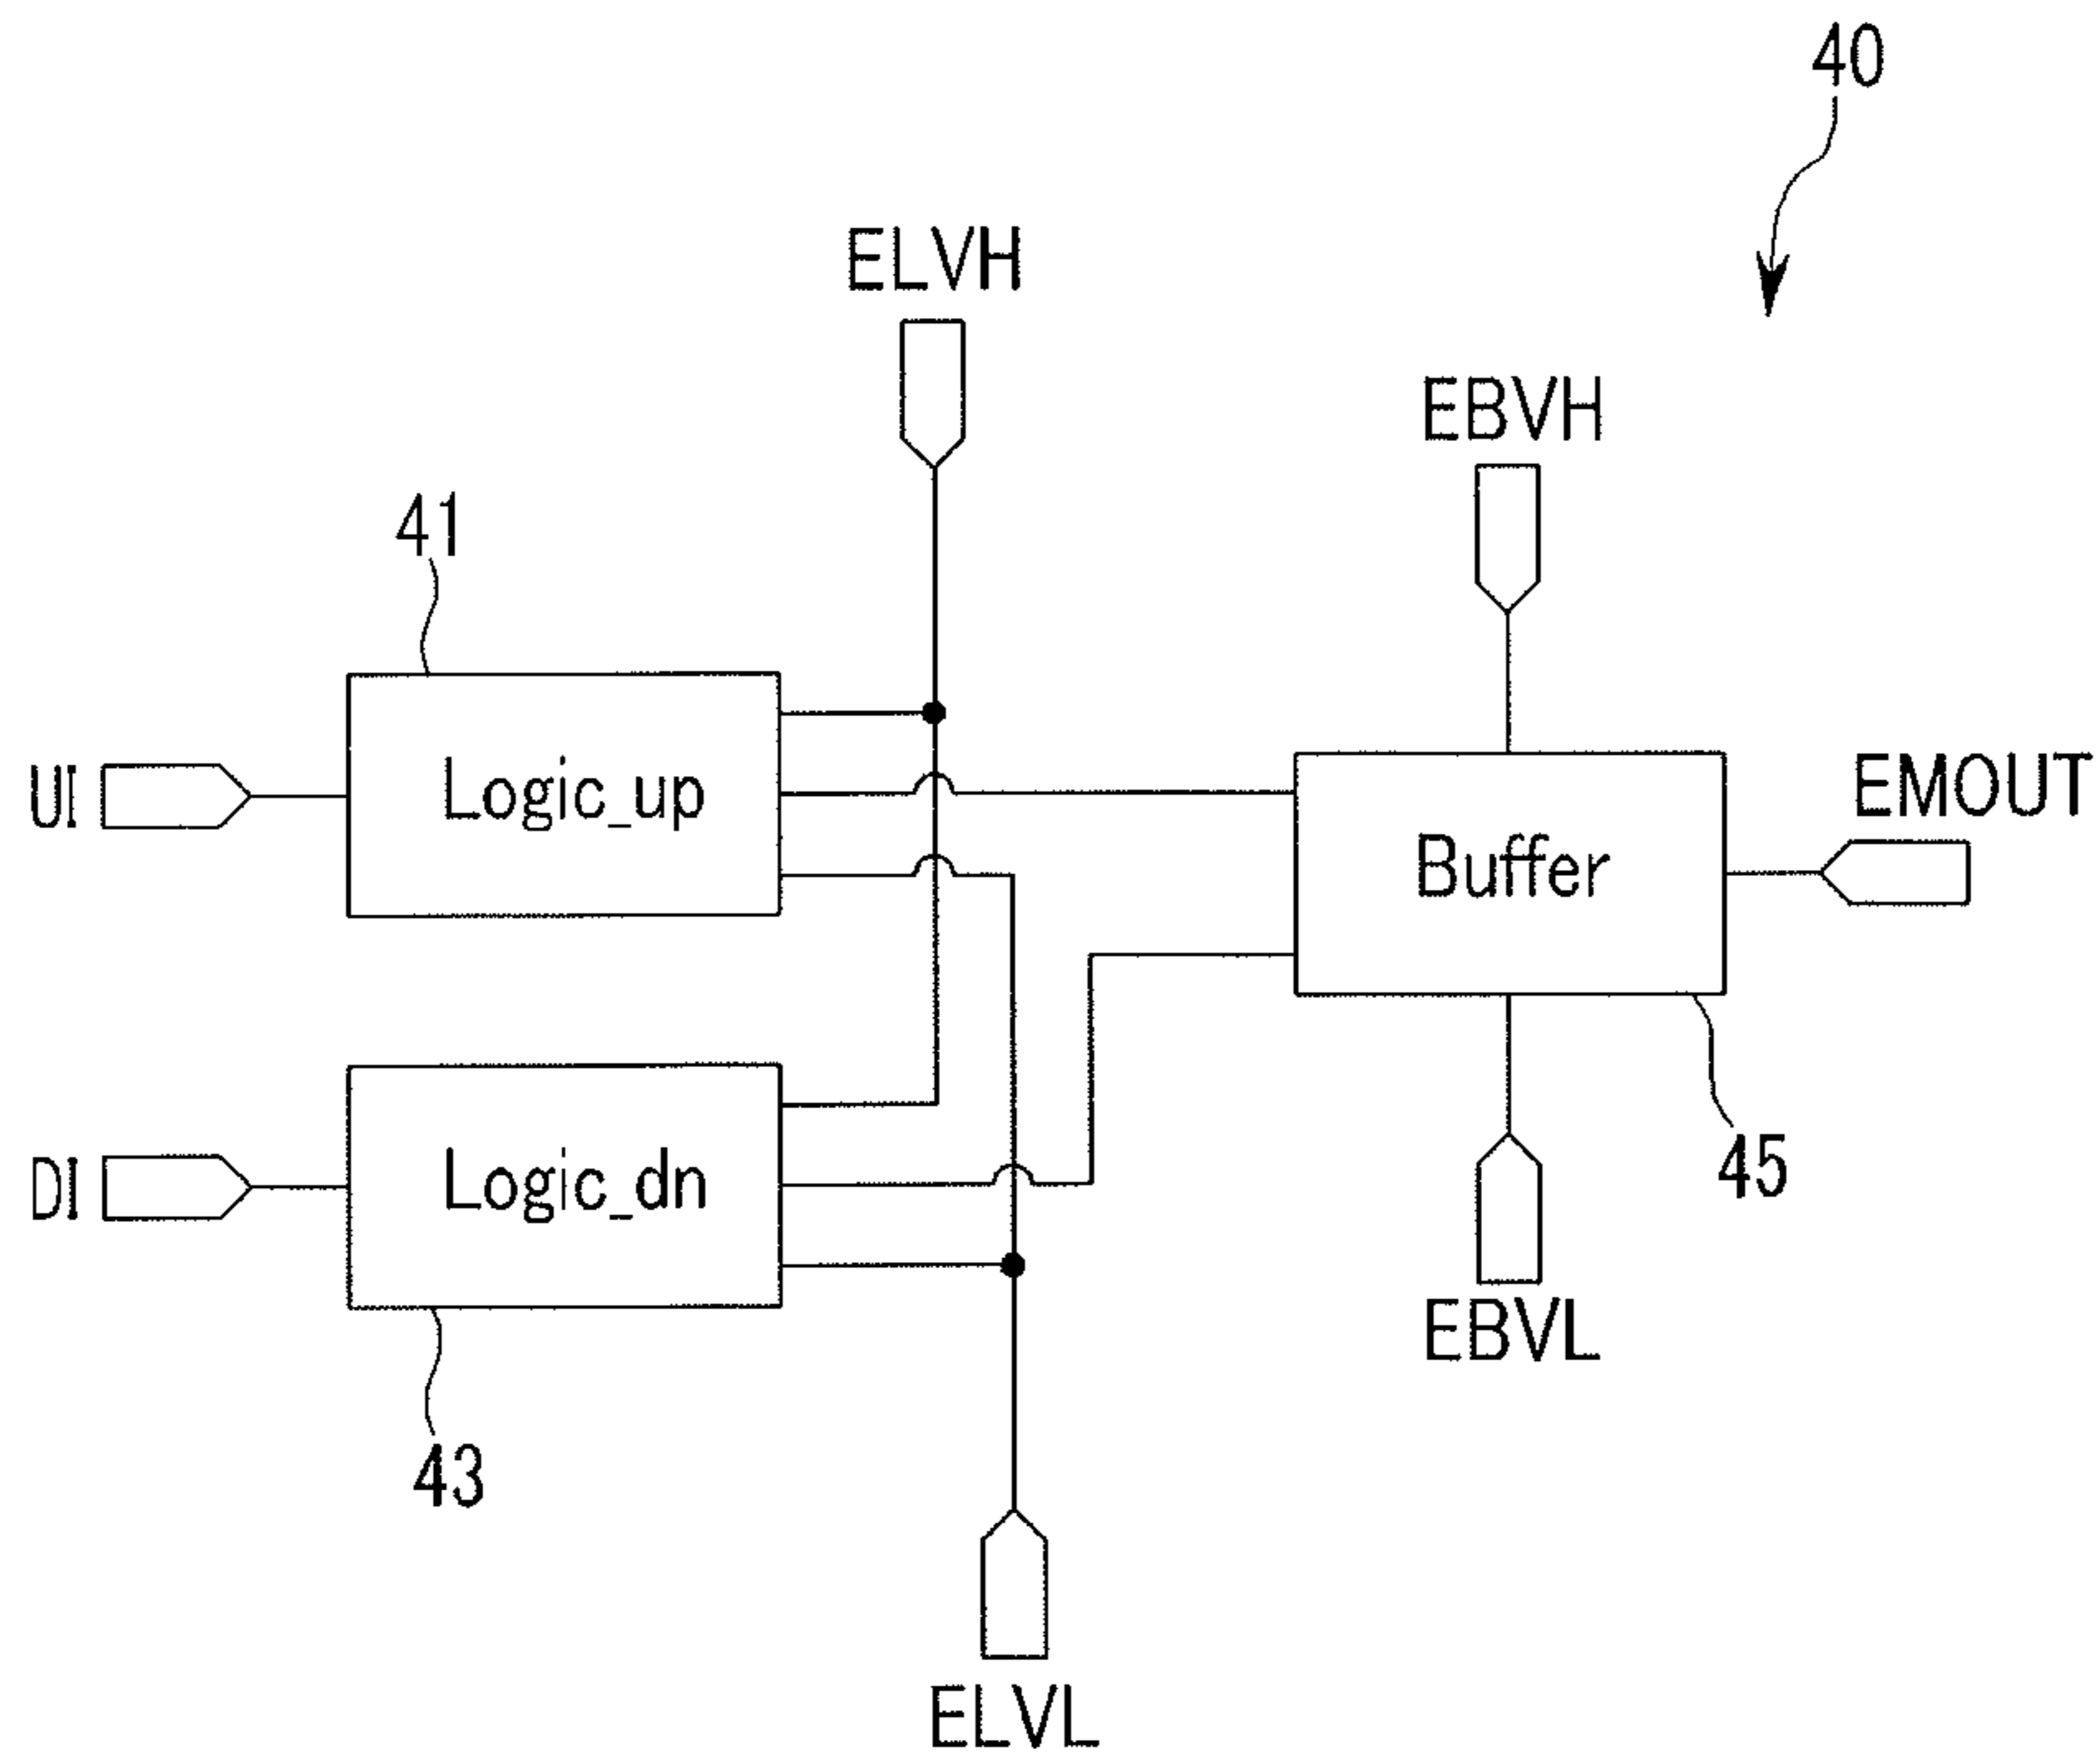 40
ELVH
EBVH
41
UI
Logic_up
EMOUT
Buffer
DI
Logic_dn
45
EBVL
43
ELVL